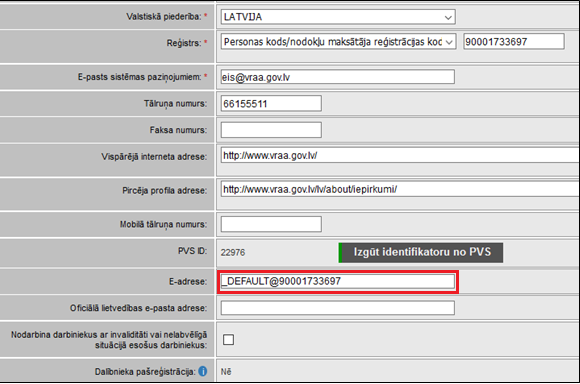 Valstiskā piederība: * LATVIJA
Reģistrs: * Personas kods/nodokļu maksātāja reģistrācijas kod 90001733697
E-pasts sistēmas paziņojumiem: * eis@vraa.gov.lv
Tālruņa numurs: 66155511
Faksa numurs:
Vispārējā interneta adrese: http://www.vraa.gov.lv/
Pircēja profila adrese: http://www.vraa.gov.lv/lv/about/iepirkumi/
Mobilā tālruņa numurs:
PVS ID: 22976 Izgūt identifikatoru no PVS
E-adrese: _DEFAULT@90001733697
Oficiālā lietvedības e-pasta adrese:
Nodarbina darbiniekus ar invaliditāti vai nelabvēlīgā
situācijā esošus darbiniekus:
Dalībnieka pašreģistrācija: i Nē